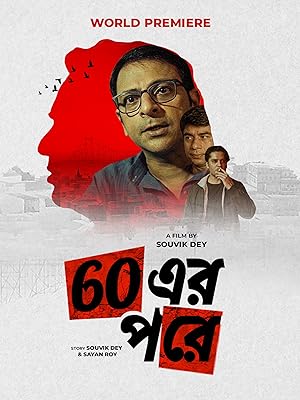 WORLD PREMIERE
A FILM BY
SOUVIK DEY
60 এর
পরে
STORY SOUVIK DEY
& SAYAN ROY